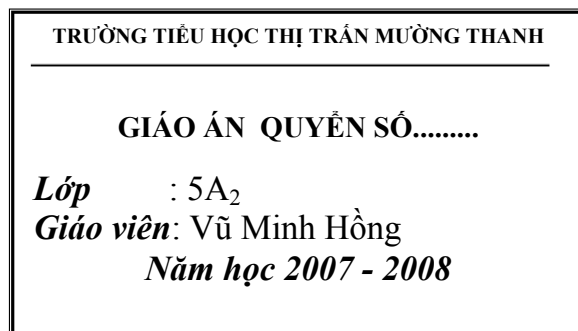 TRƯỜNG TIỂU HỌC THỊ TRẤN MƯỜNG THANH
GIÁO ÁN QUYỂN SỐ.........
Lớp : 5A₂
Giáo viên: Vũ Minh Hồng
Năm học 2007 - 2008